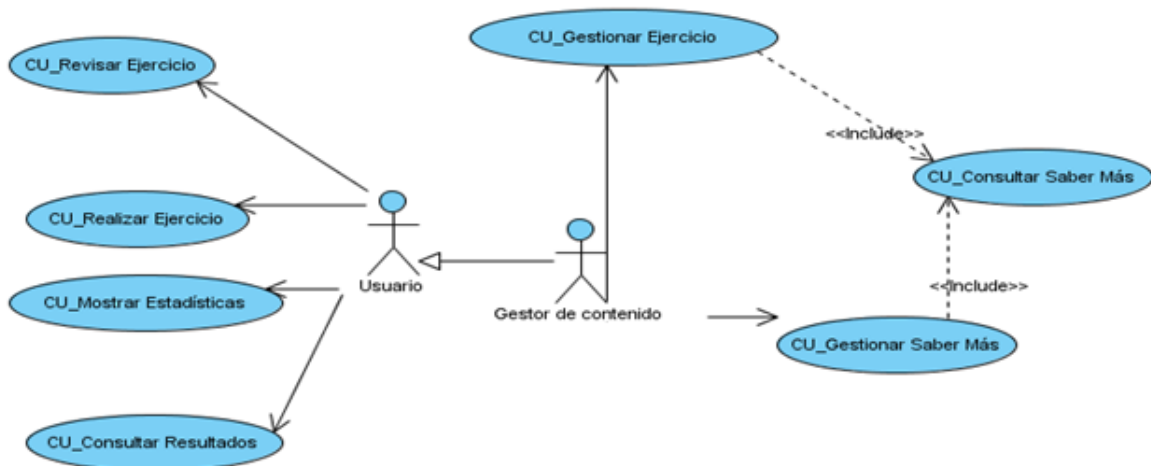 CU_Gestionar Ejercicio
CU_Revisar Ejercicio
<<Include>>
CU_Consultar Saber Más
CU_Realizar Ejercicio
Usuario
<<Include>>
CU_Mostrar Estadísticas
Gestor de contenido
CU_Gestionar Saber Más
CU_Consultar Resultados